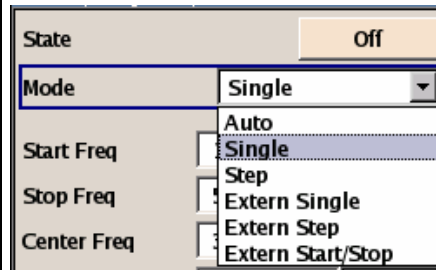 State Off
Mode Single
Auto
Start Freq Single
Step
Stop Freq
Extern Single
Extern Step
Center Freq
Extern Start/Stop